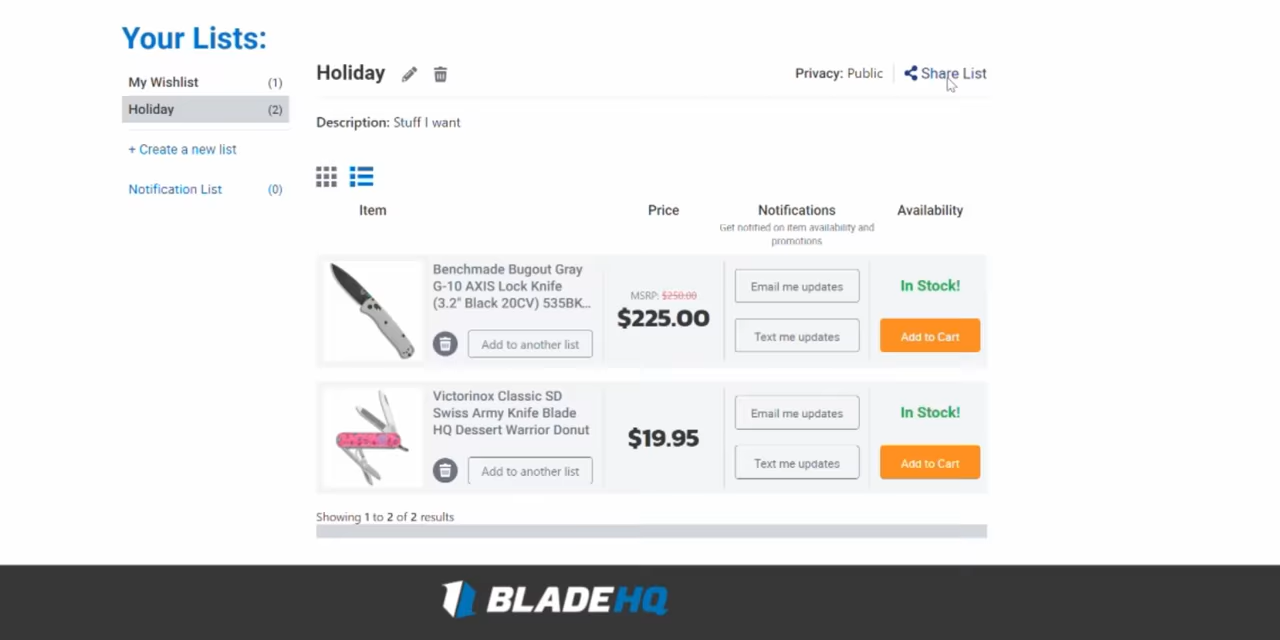 Your Lists:
My Wishlist (1)
Holiday (2)
+ Create a new list
Notification List (0)
Holiday
Privacy: Public
Share List
Description: Stuff I want
Item
Price
Notifications
Get notified on item availability and
promotions
Availability
Benchmade Bugout Gray
G-10 AXIS Lock Knife
(3.2" Black 20CV) 535BK...
Add to another list
MSRP: $250.00
$225.00
Email me updates
Text me updates
In Stock!
Add to Cart
Victorinox Classic SD
Swiss Army Knife Blade
HQ Dessert Warrior Donut
Add to another list
$19.95
Email me updates
Text me updates
In Stock!
Add to Cart
Showing 1 to 2 of 2 results
BLADEHQ